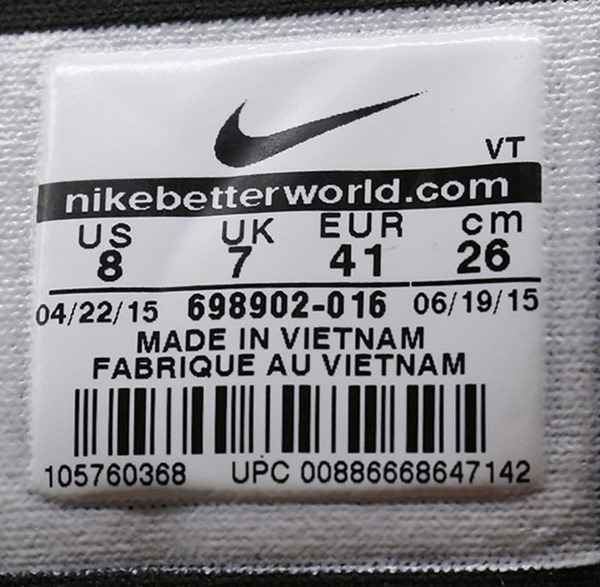 VT
nikebetterworld.com
US UK EUR cm
8 7 41 26
04/22/15 698902-016 06/19/15
MADE IN VIETNAM
FABRIQUE AU VIETNAM
105760368 UPC 00886668647142